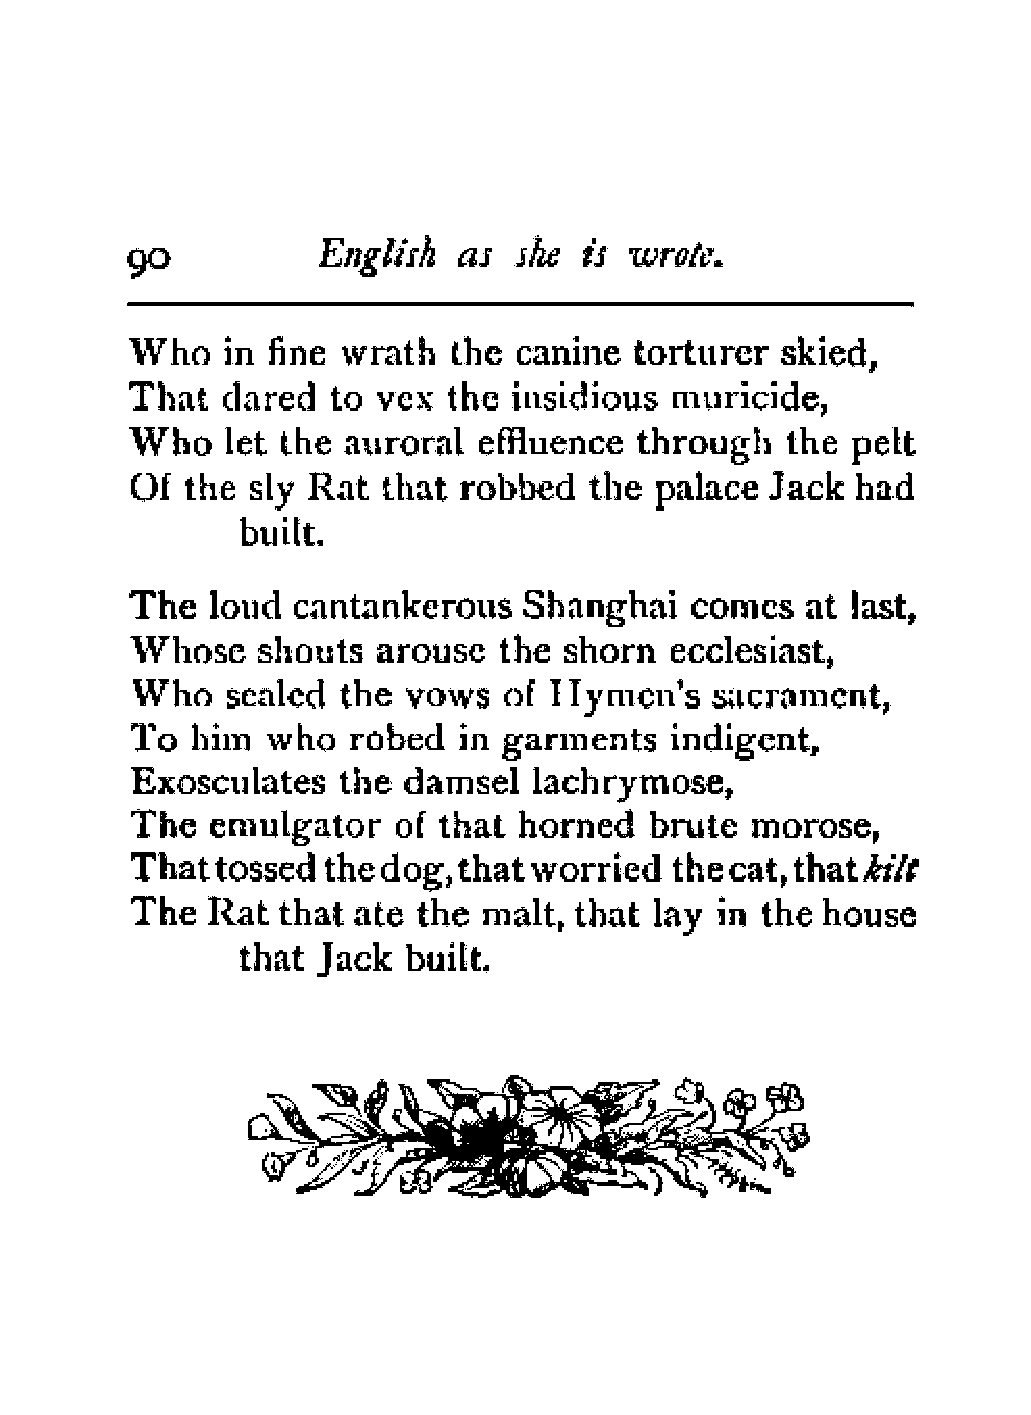 90 English as she is wrote.
Who in fine wrath the canine torturer skied,
That dared to vex the insidious muricide,
Who let the auroral effluence through the pelt
Of the sly Rat that robbed the palace Jack had
built.
The loud cantankerous Shanghai comes at last,
Whose shouts arouse the shorn ecclesiast,
Who sealed the vows of Hymen's sacrament,
To him who robed in garments indigent,
Exosculates the damsel lachrymose,
The emulgator of that horned brute morose,
That tossed the dog, that worried the cat, that kilt
The Rat that ate the malt, that lay in the house
that Jack built.